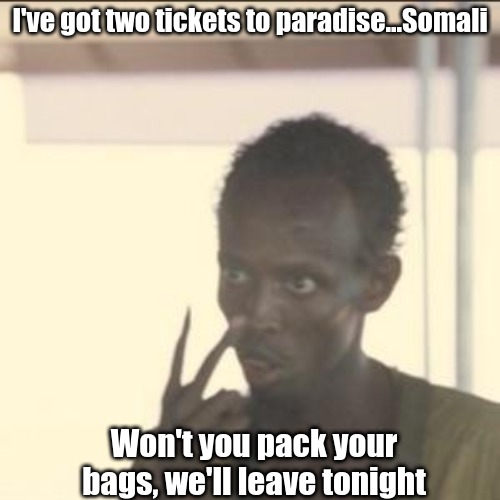 I've got two tickets to paradise...Somali
Won't you pack your
bags, we'll leave tonight